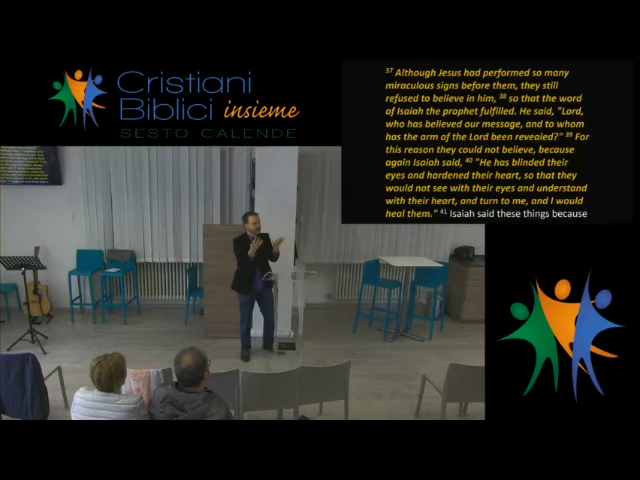 Cristiani
Biblici insieme
SESTO CALENDE
37 Although Jesus had performed so many
miraculous signs before them, they still
refused to believe in him, 38 so that the word
of Isaiah the prophet fulfilled. He said, "Lord,
who has believed our message, and to whom
has the arm of the Lord been revealed?" 39 For
this reason they could not believe, because
again Isaiah said, 40 "He has blinded their
eyes and hardened their heart, so that they
would not see with their eyes and understand
with their heart, and turn to me, and I would
heal them." 41 Isaiah said these things because